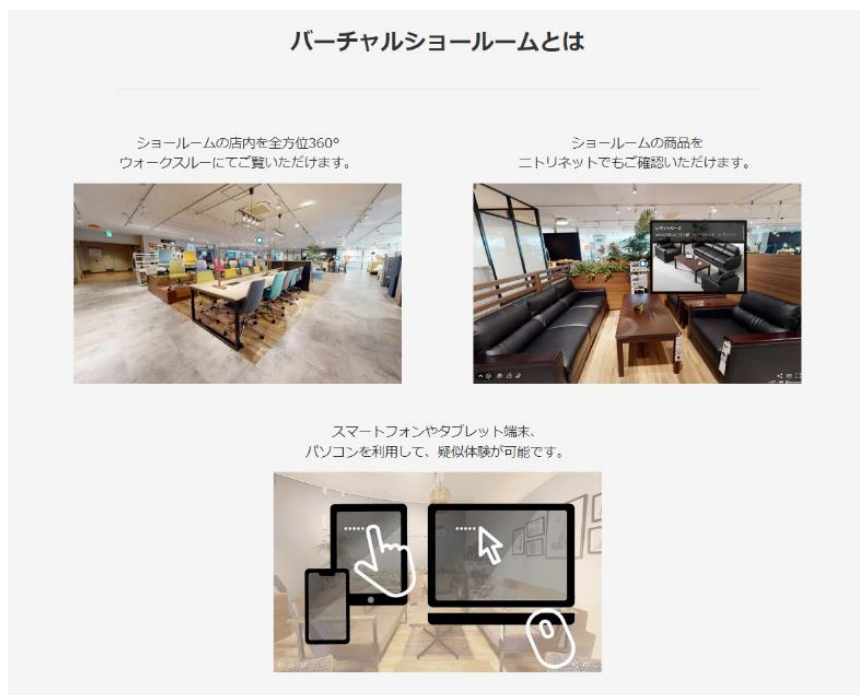 バーチャルショールームとは
ショールームの店内を全方位360°
ウォークスルーにてご覧いただけます。
ショールームの商品を
ニトリネットでもご確認いただけます。
スマートフォンやタブレット端末、
パソコンを利用して、疑似体験が可能です。